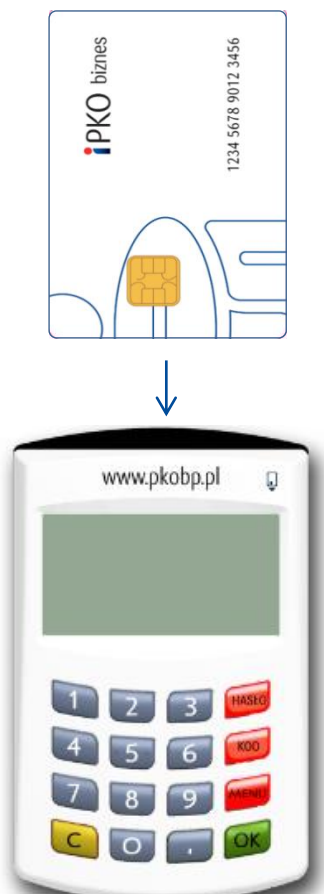 iPKO biznes
1234 5678 9012 3456
www.pkobp.pl
1 2 3 HASŁO
4 5 6 KOD
7 8 9 MENU
C 0 , OK